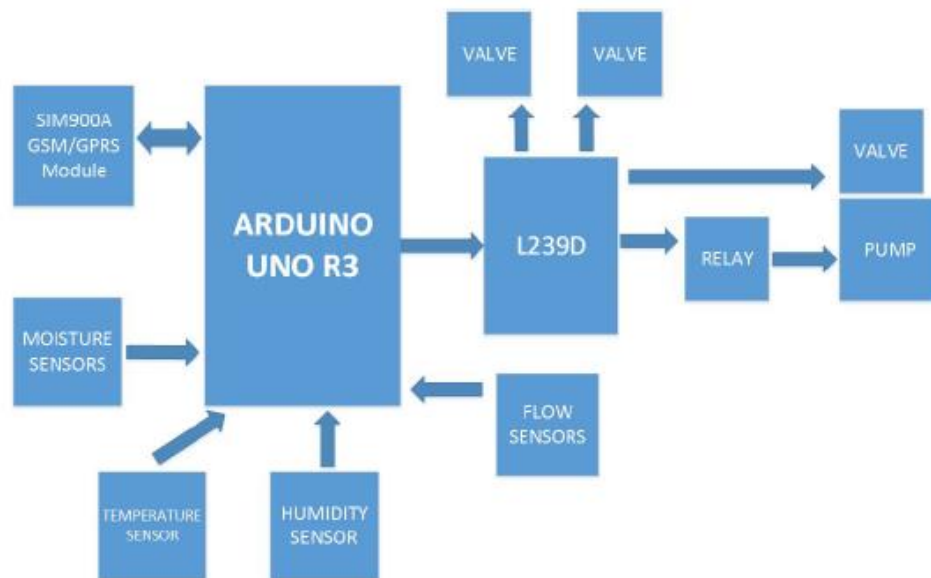 VALVE
VALVE
SIM900A
GSM/GPRS
Module
VALVE
ARDUINO
UNO R3
L239D
RELAY
PUMP
MOISTURE
SENSORS
FLOW
SENSORS
TEMPERATURE
SENSOR
HUMIDITY
SENSOR